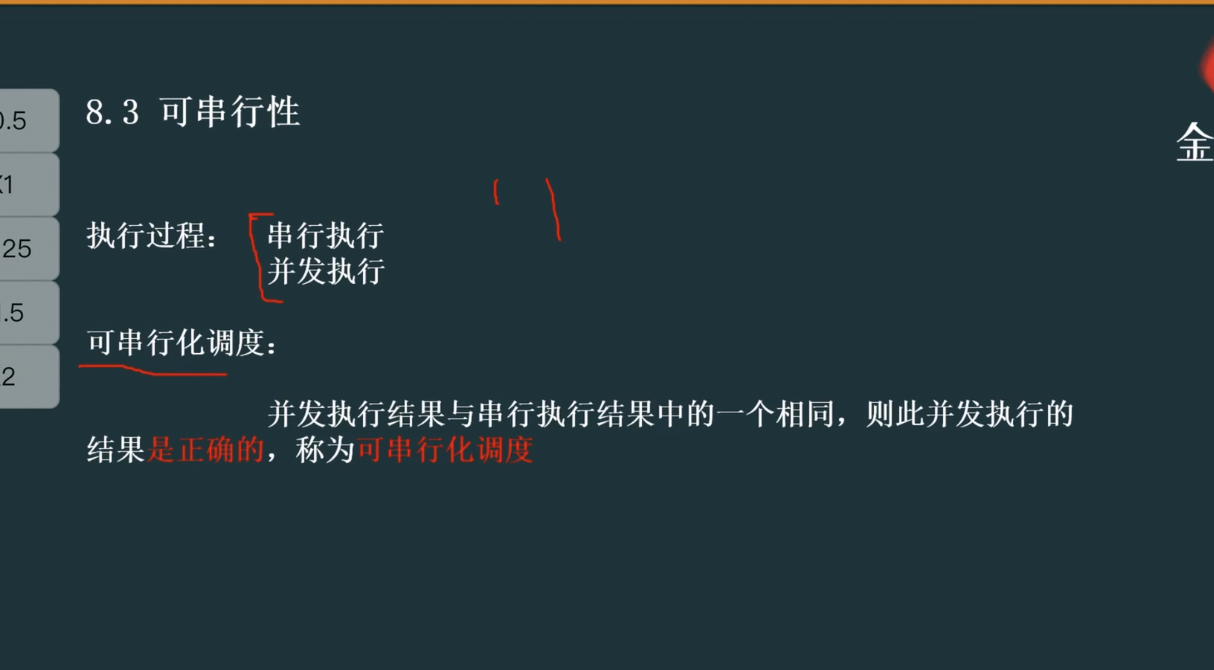 8.3 可串行性
金
执行过程: 串行执行
并发执行
可串行化调度:
并发执行结果与串行执行结果中的一个相同，则此并发执行的
结果是正确的，称为可串行化调度
0.5
X1
.25
1.5
2